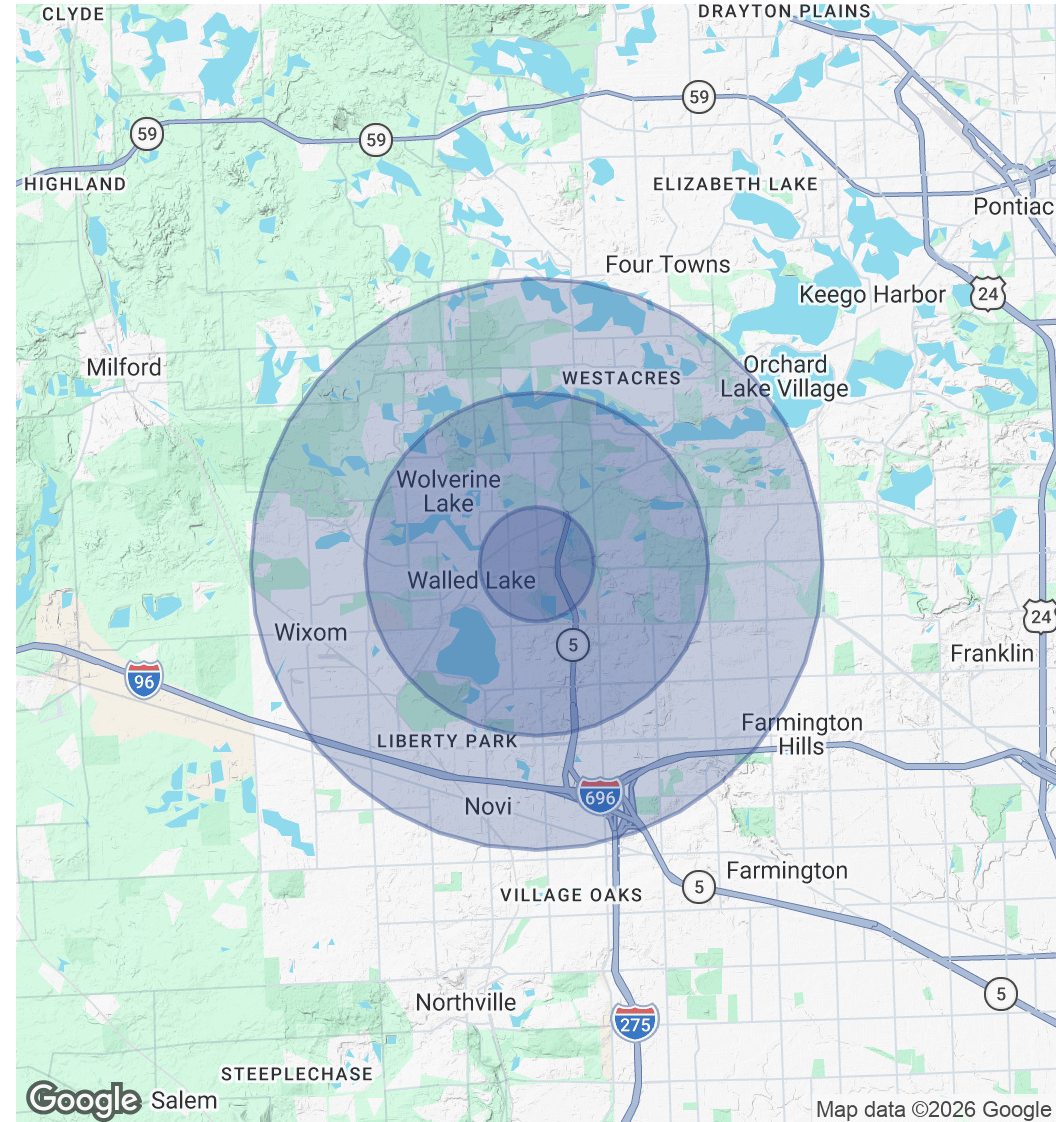 CLYDE
DRAYTON PLAINS
59
59
59
HIGHLAND
ELIZABETH LAKE
Pontiac
Four Towns
Keego Harbor
24
Milford
WESTACRES
Orchard
Lake Village
Wolverine
Lake
Walled Lake
Wixom
5
24
Franklin
96
Farmington
Hills
LIBERTY PARK
696
Novi
Farmington
5
VILLAGE OAKS
5
Northville
275
STEEPLECHASE
Google
Salem
Map data ©2026 Google